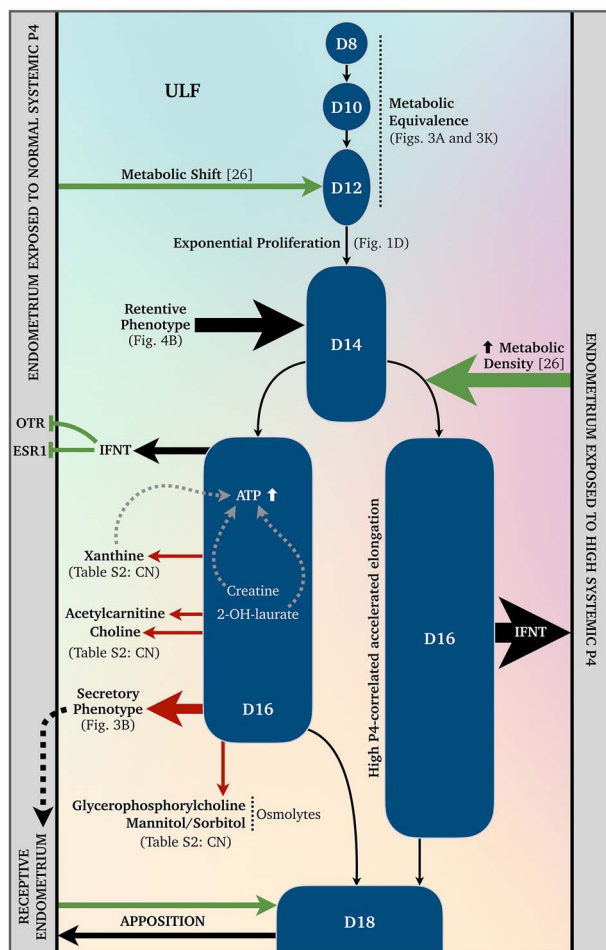 ENDOMETRIUM EXPOSED TO NORMAL SYSTEMIC P4
ULF
D8
D10
Metabolic
Equivalence
(Figs. 3A and 3K)
Metabolic Shift [26]
D12
Exponential Proliferation
(Fig. 1D)
Retentive
Phenotype
(Fig. 4B)
D14
⬆ Metabolic
Density [26]
ENDOMETRIUM EXPOSED TO HIGH SYSTEMIC P4
OTR
ESR1
IFNT
ATP ⬆
Xanthine
(Table S2: CN)
Creatine
2-OH-laurate
Acetylcarnitine
Choline
(Table S2: CN)
Secretory
Phenotype
(Fig. 3B)
D16
High P4-correlated accelerated elongation
D16
IFNT
Glycerophosphorylcholine
Mannitol/Sorbitol
Osmolytes
(Table S2: CN)
RECEPTIVE
ENDOMETRIUM
APPOSITION
D18